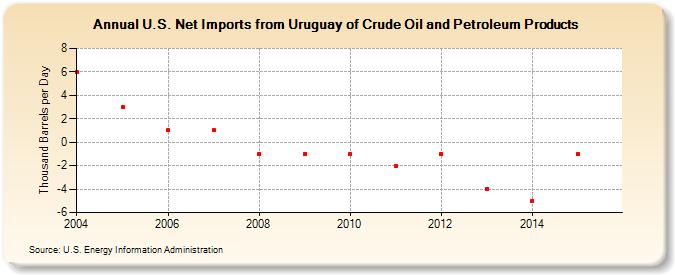 Annual U.S. Net Imports from Uruguay of Crude Oil and Petroleum Products
Thousand Barrels per Day
8
6
4
2
0
-2
-4
-6
2004 2006 2008 2010 2012 2014
Source: U.S. Energy Information Administration